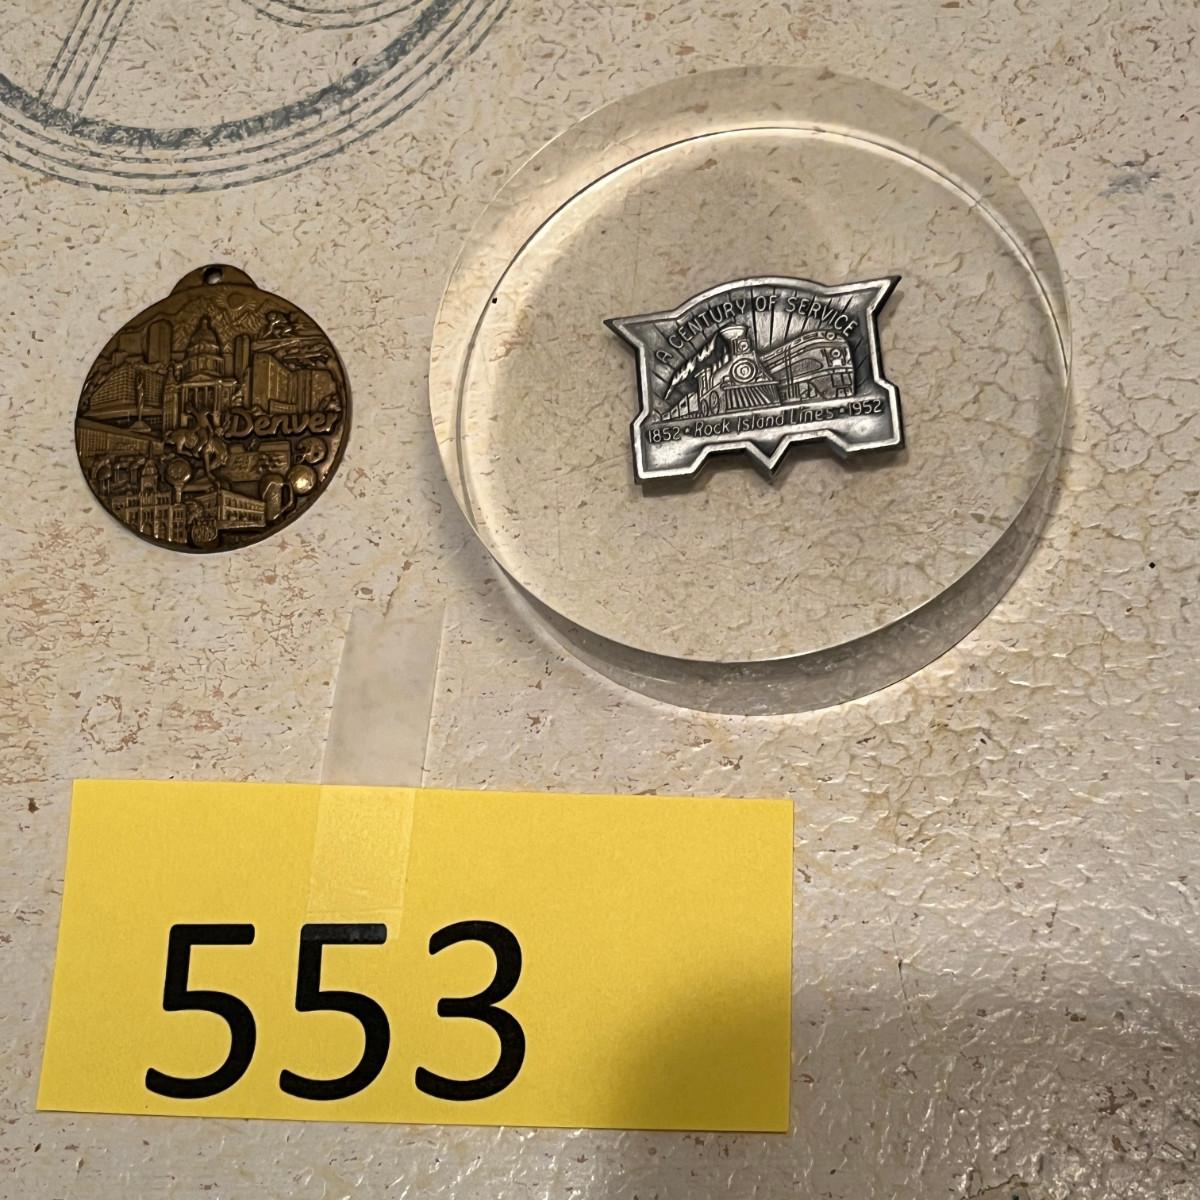 Denver
A CENTURY OF SERVICE
1852 • Rock Island Lines • 1952
553